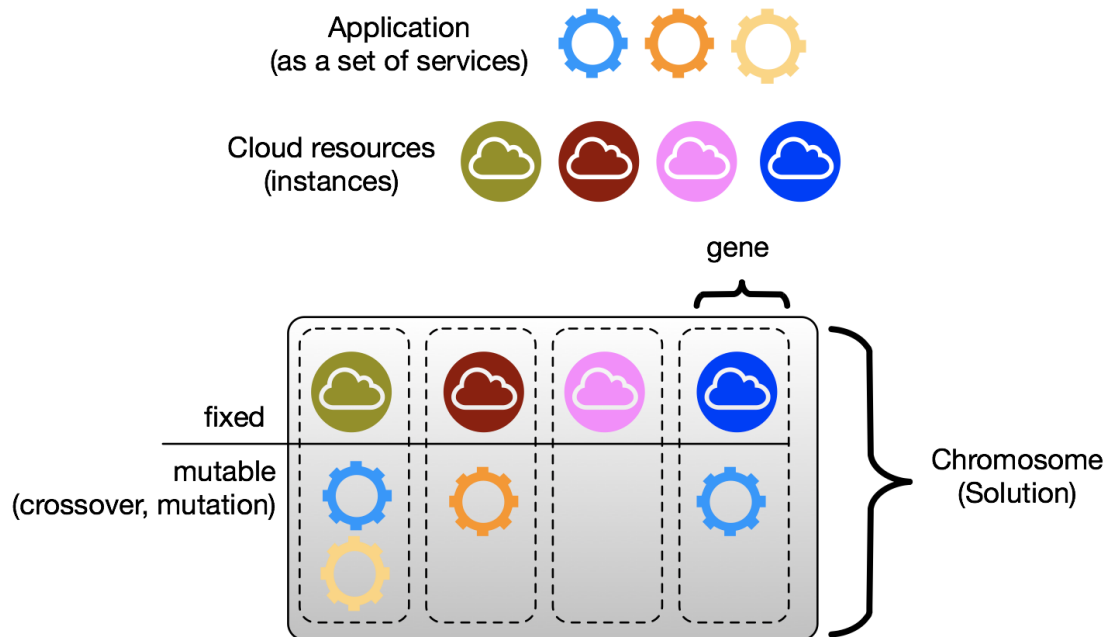 Application
(as a set of services)
Cloud resources
(instances)
gene
fixed
mutable
(crossover, mutation)
Chromosome
(Solution)